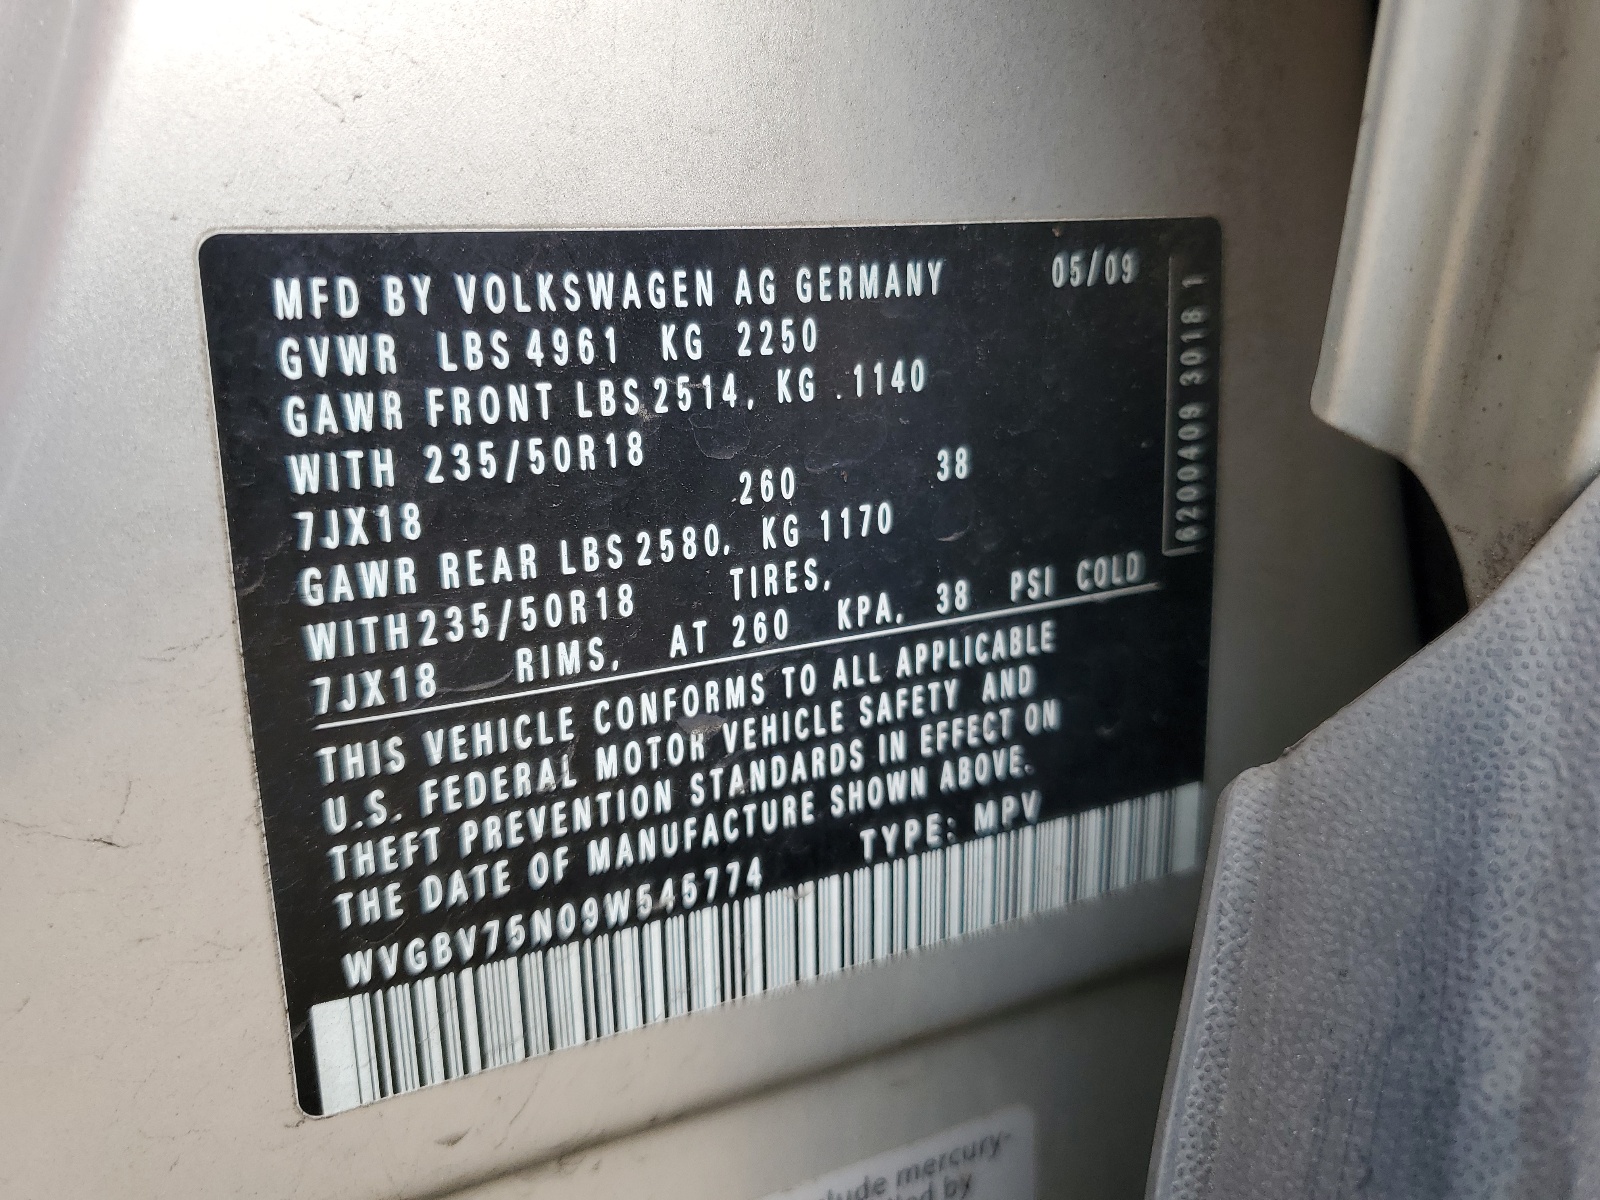 MFD BY VOLKSWAGEN AG GERMANY 05/09
GVWR LBS 4961 KG 2250
GAWR FRONT LBS 2514, KG .1140
WITH 235/50R18
7JX18 260 38
GAWR REAR LBS 2580, KG 1170
WITH 235/50R18 TIRES,
7JX18 RIMS, AT 260 KPA, 38 PSI COLD
THIS VEHICLE CONFORMS TO ALL APPLICABLE
U.S. FEDERAL MOTOR VEHICLE SAFETY AND
THEFT PREVENTION STANDARDS IN EFFECT ON
THE DATE OF MANUFACTURE SHOWN ABOVE.
WVGBV75N09W545774 TYPE: MPV
3018 1
mercury-
by